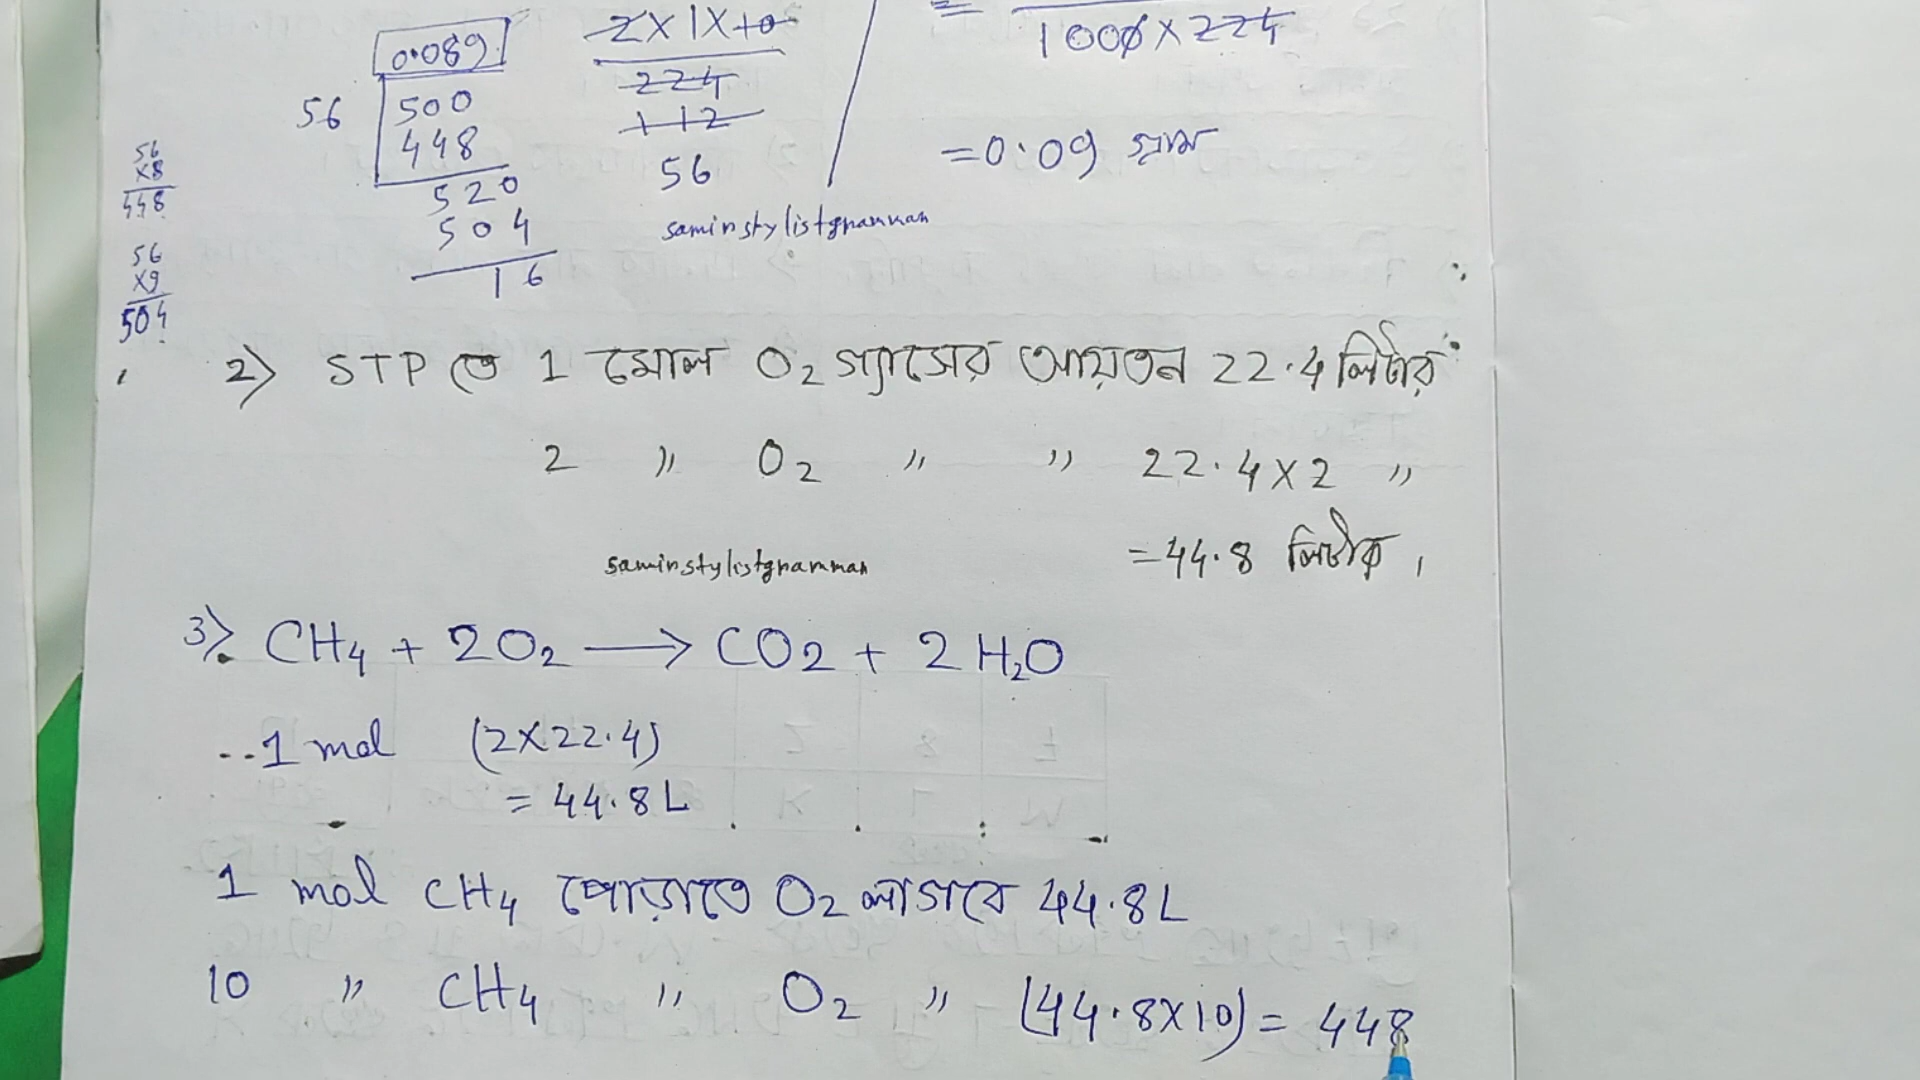 0.089
2×1×10
1000×224
56 500
224
448
112
56
×8
448
=0.09 গ্রাম
520
56
504
saminstylistgramman
56
×9
504
16
2) STP তে 1 মোল O₂ গ্যাসের আয়তন 22.4 লিটার
2 " O₂ " " 22.4×2 "
=44.8 লিটার।
saminstylistgramman
3) CH₄ + 2O₂ ⟶ CO₂ + 2H₂O
..1 mol (2×22.4)
= 44.8L
1 mol CH₄ পোড়াতে O₂ লাগবে 44.8L
10 " CH₄ " O₂ " (44.8×10) = 448